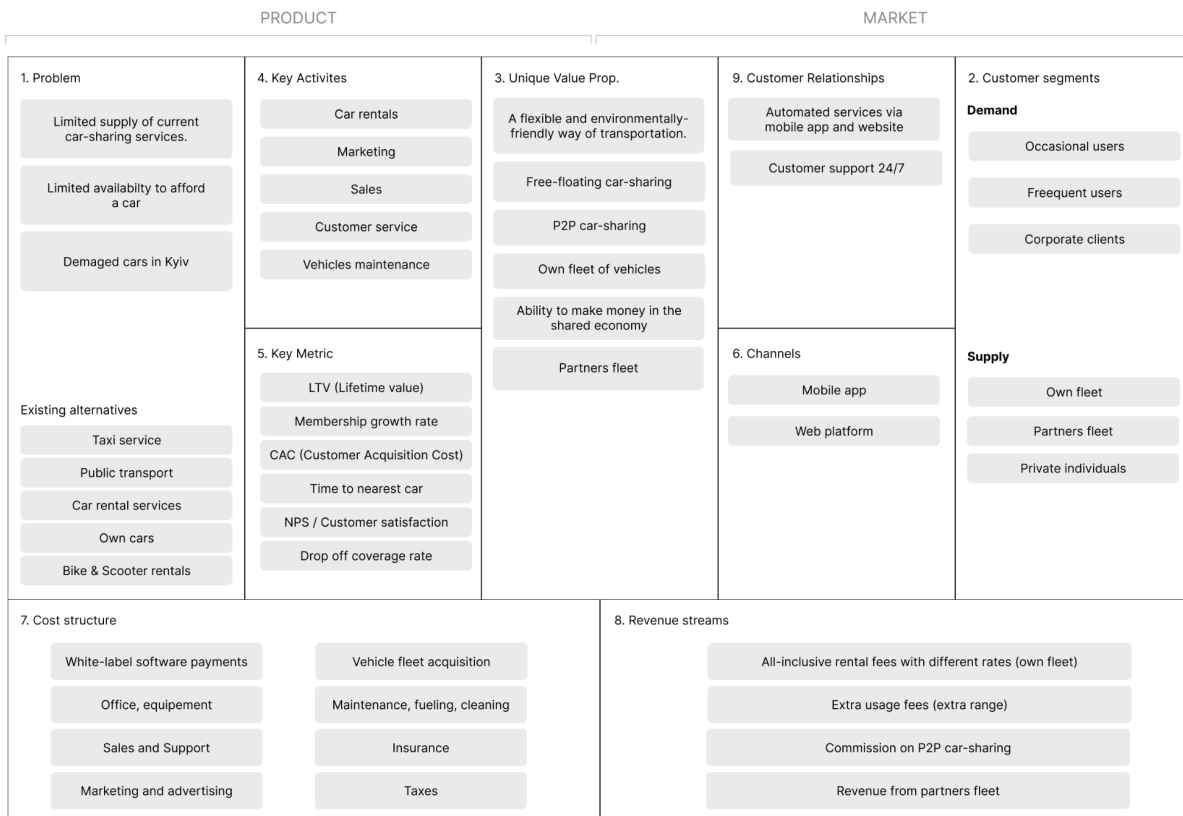 PRODUCT
MARKET
1. Problem
Limited supply of current
car-sharing services.
Limited availabilty to afford
a car
Demaged cars in Kyiv
Existing alternatives
Taxi service
Public transport
Car rental services
Own cars
Bike & Scooter rentals
4. Key Activites
Car rentals
Marketing
Sales
Customer service
Vehicles maintenance
5. Key Metric
LTV (Lifetime value)
Membership growth rate
CAC (Customer Acquisition Cost)
Time to nearest car
NPS / Customer satisfaction
Drop off coverage rate
3. Unique Value Prop.
A flexible and environmentally-
friendly way of transportation.
Free-floating car-sharing
P2P car-sharing
Own fleet of vehicles
Ability to make money in the
shared economy
Partners fleet
9. Customer Relationships
Automated services via
mobile app and website
Customer support 24/7
6. Channels
Mobile app
Web platform
2. Customer segments
Demand
Occasional users
Freequent users
Corporate clients
Supply
Own fleet
Partners fleet
Private individuals
7. Cost structure
White-label software payments
Office, equipement
Sales and Support
Marketing and advertising
Vehicle fleet acquisition
Maintenance, fueling, cleaning
Insurance
Taxes
8. Revenue streams
All-inclusive rental fees with different rates (own fleet)
Extra usage fees (extra range)
Commission on P2P car-sharing
Revenue from partners fleet